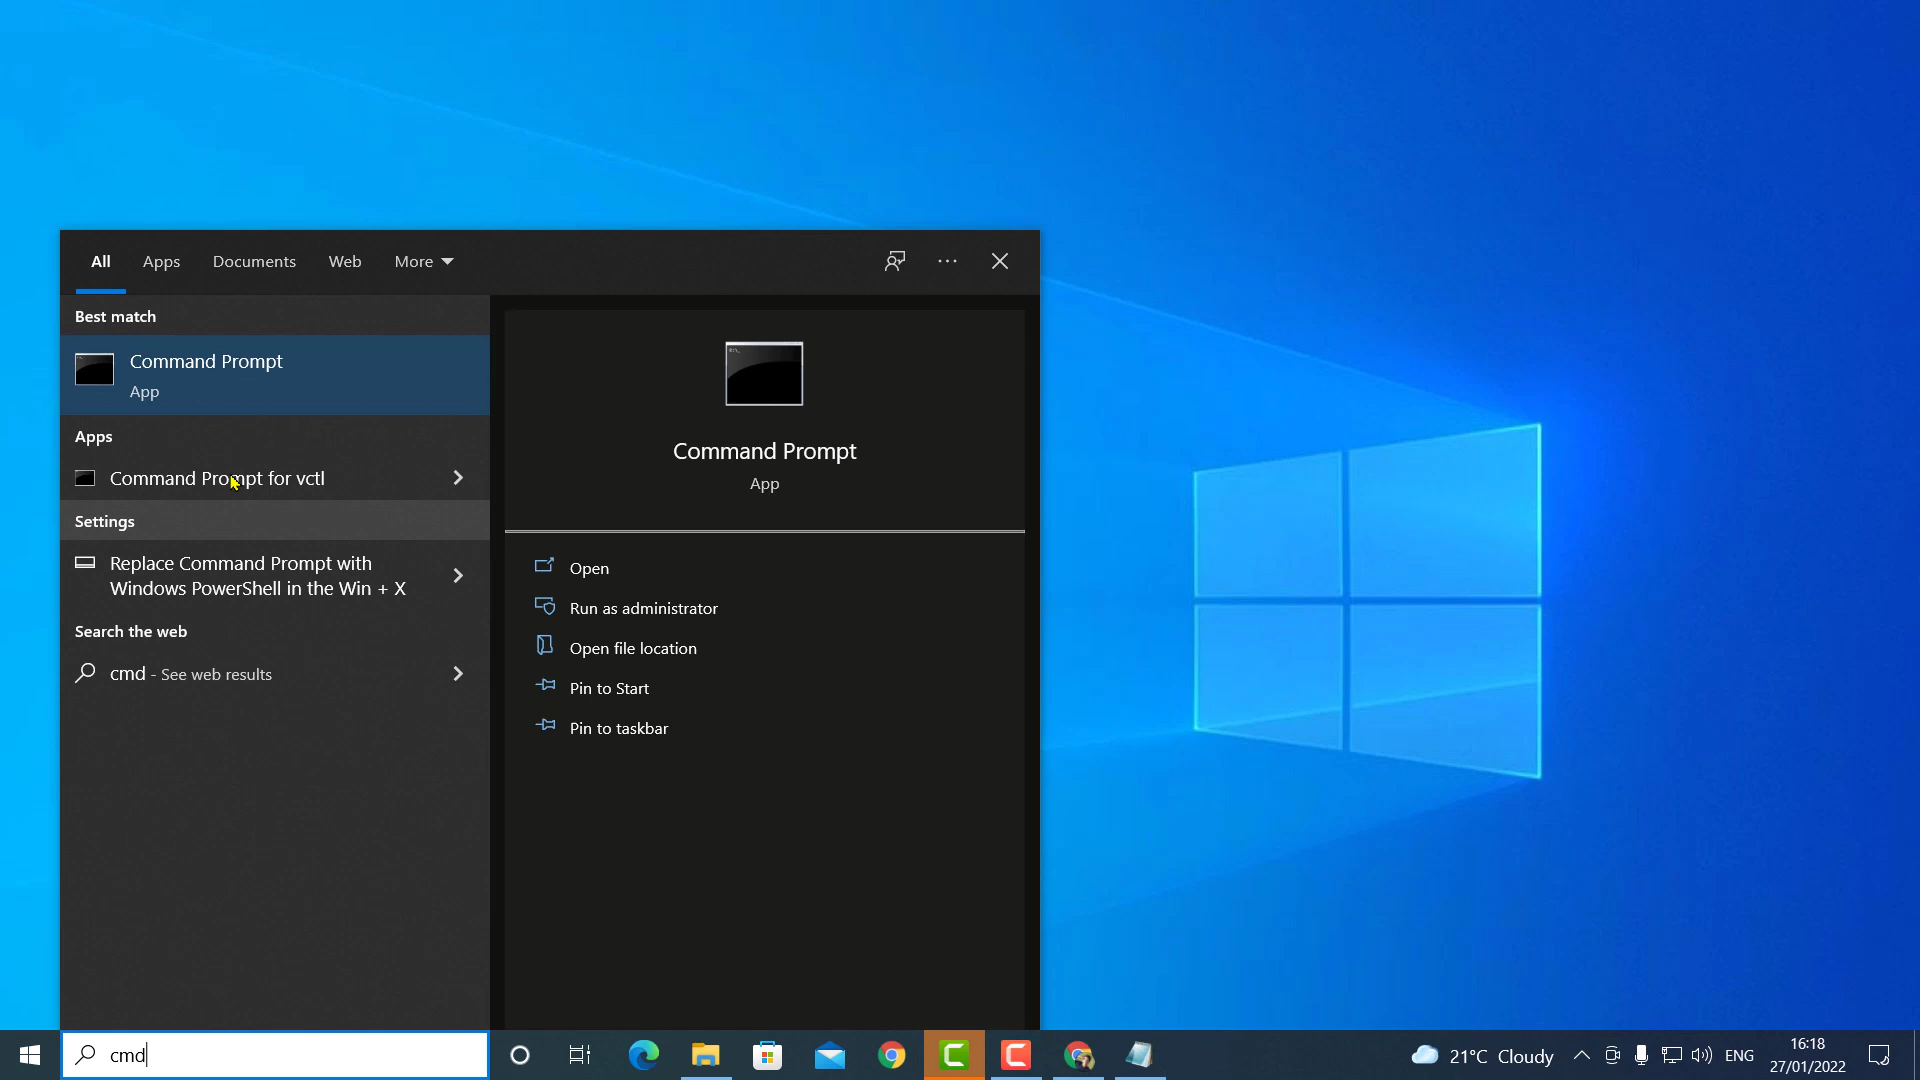 All
Apps
Documents
Web
More
Best match
Command Prompt
App
Apps
Command Prompt for vctl
Settings
Replace Command Prompt with
Windows PowerShell in the Win + X
Search the web
cmd - See web results
Command Prompt
App
Open
Run as administrator
Open file location
Pin to Start
Pin to taskbar
cmd
21°C Cloudy
ENG
16:18
27/01/2022